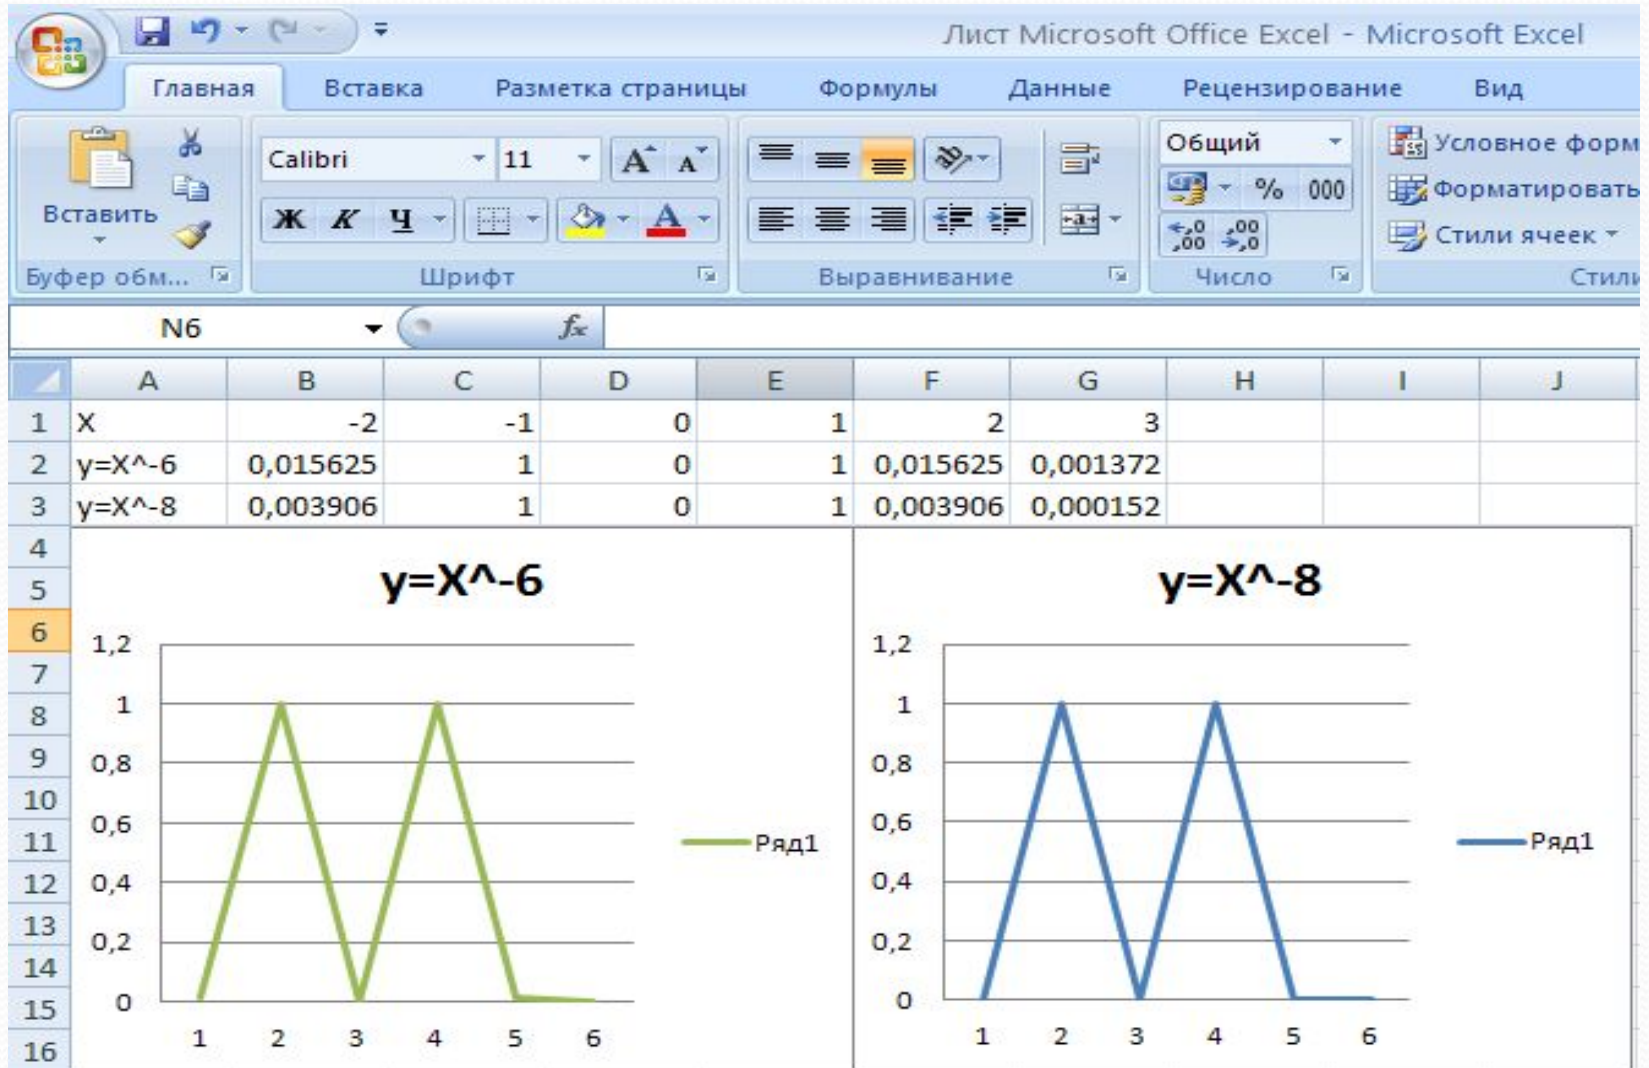 Лист Microsoft Office Excel - Microsoft Excel
Главная Вставка Разметка страницы Формулы Данные Рецензирование Вид
Вставить
Calibri 11
Ж К Ч
Общий
% 000
Условное форм
Форматировать
Стили ячеек
Буфер обм... Шрифт Выравнивание Число Стили
N6 fx
A B C D E F G H I J
1 X -2 -1 0 1 2 3
2 y=X^-6 0,015625 1 0 1 0,015625 0,001372
3 y=X^-8 0,003906 1 0 1 0,003906 0,000152
4
5
6
7
8
9
10
11
12
13
14
15
16
y=X^-6
1,2
1
0,8
0,6
0,4
0,2
0
1 2 3 4 5 6
Ряд1
y=X^-8
1,2
1
0,8
0,6
0,4
0,2
0
1 2 3 4 5 6
Ряд1